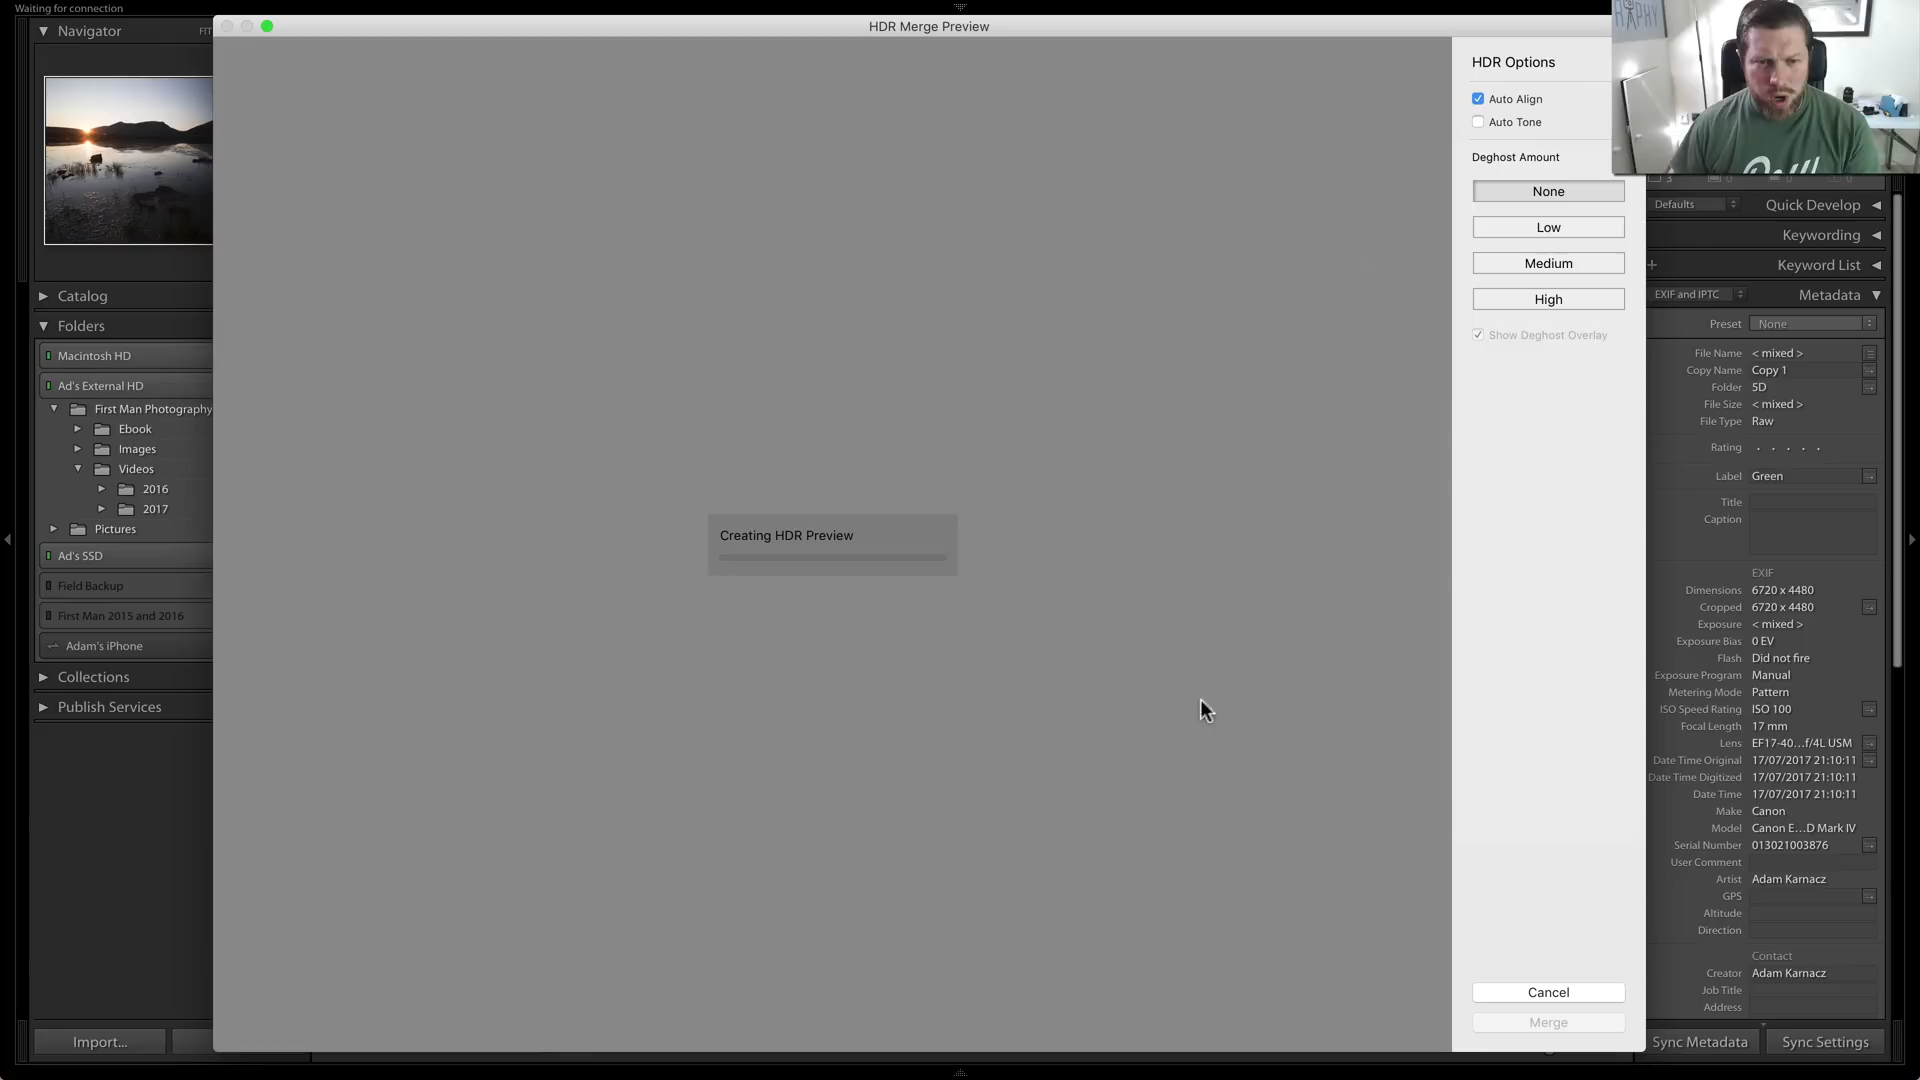 Waiting for connection
HDR Merge Preview
Navigator
FIT
HDR Options
Auto Align
Auto Tone
Deghost Amount
None
Low
Medium
High
Show Deghost Overlay
Creating HDR Preview
Cancel
Merge
Catalog
Folders
Macintosh HD
Ad's External HD
First Man Photography
Ebook
Images
Videos
2016
2017
Pictures
Ad's SSD
Field Backup
First Man 2015 and 2016
Adam's iPhone
Collections
Publish Services
Import...
Defaults
Quick Develop
Keywording
Keyword List
EXIF and IPTC
Metadata
Preset None
File Name < mixed >
Copy Name Copy 1
Folder 5D
File Size < mixed >
File Type Raw
Rating . . . . .
Label Green
Title
Caption
EXIF
Dimensions 6720 x 4480
Cropped 6720 x 4480
Exposure < mixed >
Exposure Bias 0 EV
Flash Did not fire
Exposure Program Manual
Metering Mode Pattern
ISO Speed Rating ISO 100
Focal Length 17 mm
Lens EF17-40...f/4L USM
Date Time Original 17/07/2017 21:10:11
Date Time Digitized 17/07/2017 21:10:11
Date Time 17/07/2017 21:10:11
Make Canon
Model Canon E...D Mark IV
Serial Number 013021003876
User Comment
Artist Adam Karnacz
GPS
Altitude
Direction
Contact
Creator Adam Karnacz
Job Title
Address
Sync Metadata
Sync Settings